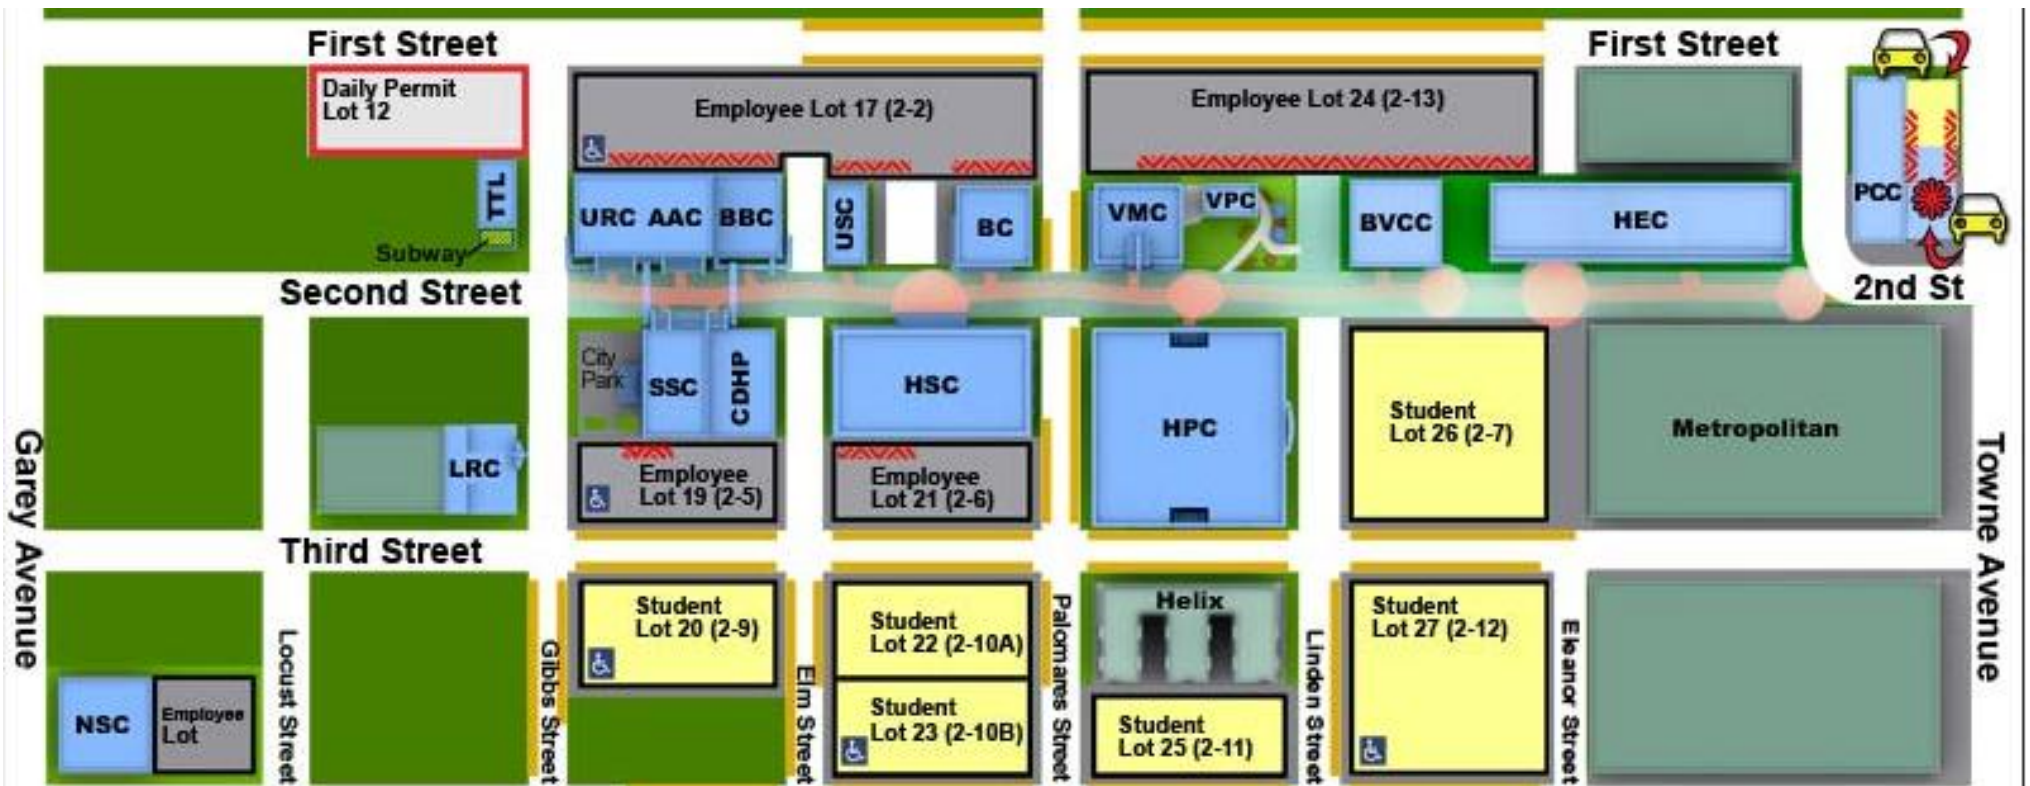 First Street
First Street
Daily Permit
Lot 12
Employee Lot 17 (2-2)
Employee Lot 24 (2-13)
TTL
Subway
URC AAC BBC
USC
BC
VMC
VPC
BVCC
HEC
PCC
Second Street
2nd St
City
Park
SSC
CDHP
HSC
HPC
Student
Lot 26 (2-7)
Metropolitan
LRC
Employee
Lot 19 (2-5)
Employee
Lot 21 (2-6)
Garey Avenue
Towne Avenue
Third Street
Student
Lot 20 (2-9)
Student
Lot 22 (2-10A)
Student
Lot 23 (2-10B)
Helix
Student
Lot 25 (2-11)
Student
Lot 27 (2-12)
NSC
Employee
Lot
Locust Street
Gibbs Street
Elm Street
Palomares Street
Linden Street
Eleanor Street